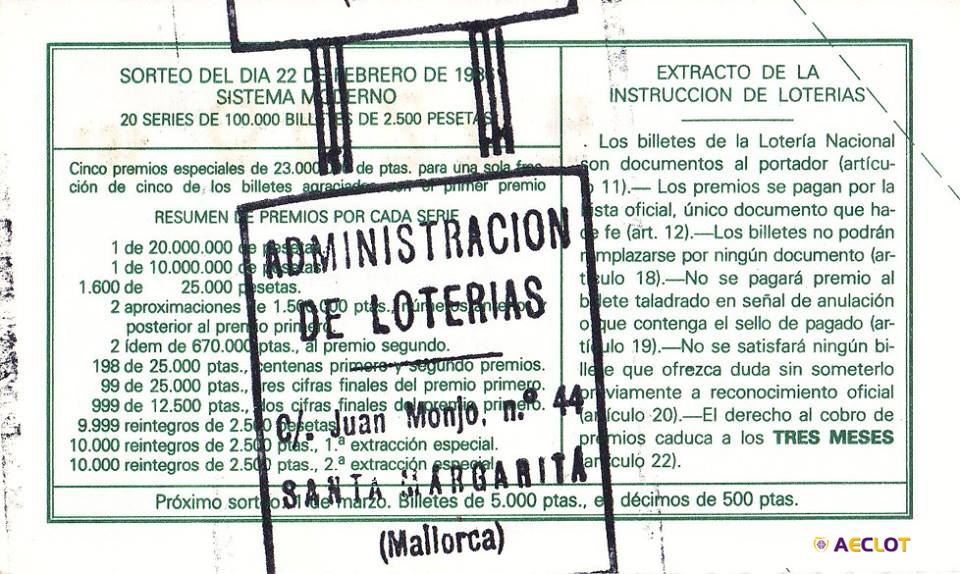 SORTEO DEL DIA 22 DE FEBRERO DE 1986
SISTEMA MODERNO
20 SERIES DE 100.000 BILLETES DE 2.500 PESETAS
Cinco premios especiales de 23.000.000 de ptas. para una sola frac-
ción de cinco de los billetes agraciados con el primer premio
RESUMEN DE PREMIOS POR CADA SERIE
1 de 20.000.000 de pesetas.
1 de 10.000.000 de pesetas.
1.600 de 25.000 pesetas.
2 aproximaciones de 1.500.000 ptas., números anterior y
posterior al premio primero.
2 ídem de 670.000 ptas., al premio segundo.
198 de 25.000 ptas., centenas primero y segundo premios.
99 de 25.000 ptas., tres cifras finales del premio primero.
999 de 12.500 ptas., dos cifras finales del premio primero.
9.999 reintegros de 2.500 pesetas
10.000 reintegros de 2.500 ptas., 1.ª extracción especial.
10.000 reintegros de 2.500 ptas., 2.ª extracción especial.
EXTRACTO DE LA
INSTRUCCION DE LOTERIAS
Los billetes de la Lotería Nacional
son documentos al portador (artícu-
lo 11).— Los premios se pagan por la
lista oficial, único documento que ha-
ce fe (art. 12).—Los billetes no podrán
remplazarse por ningún documento (ar-
tículo 18).—No se pagará premio al
billete taladrado en señal de anulación
o que contenga el sello de pagado (ar-
tículo 19).—No se satisfará ningún bi-
llete que ofrezca duda sin someterlo
previamente a reconocimiento oficial
(artículo 20).—El derecho al cobro de
premios caduca a los TRES MESES
(artículo 22).
Próximo sorteo: 1 de marzo. Billetes de 5.000 ptas., en décimos de 500 ptas.
ADMINISTRACION
DE LOTERIAS
C/. Juan Monjo, n.º 44
SANTA MARGARITA
(Mallorca)
AECLOT